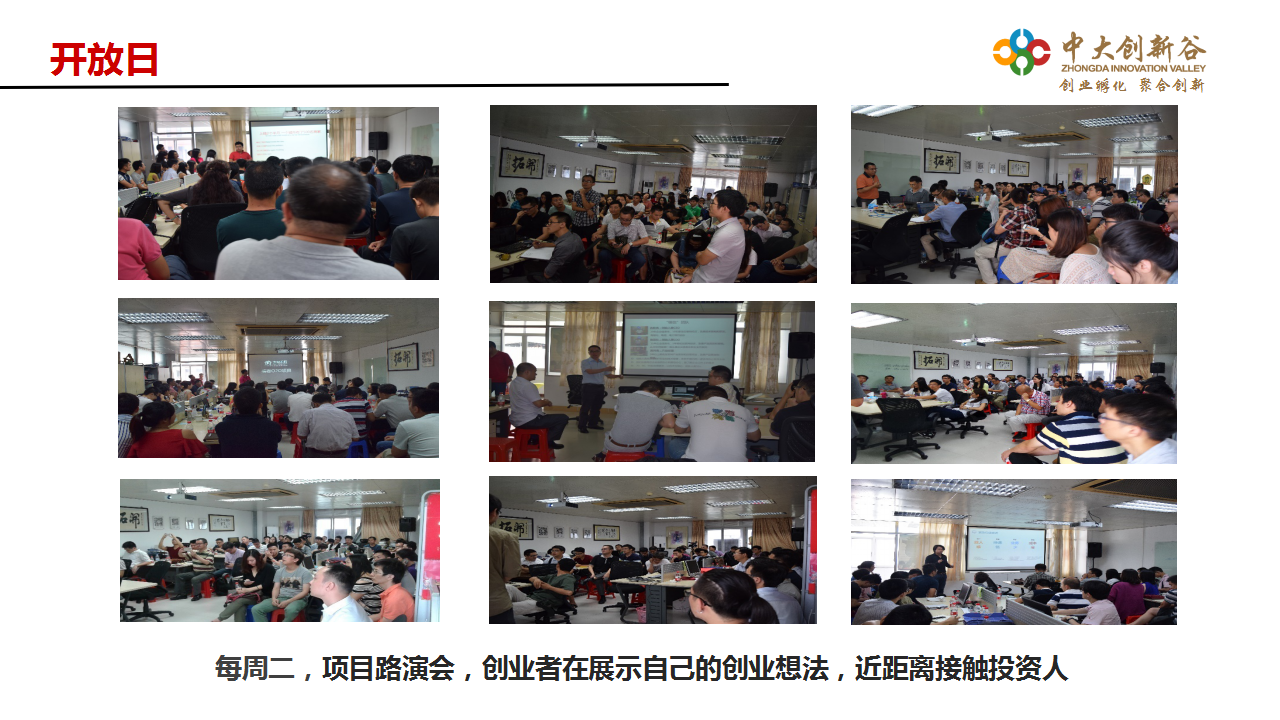 开放日
中大创新谷
ZHONGDA INNOVATION VALLEY
创业孵化 聚合创新
每周二，项目路演会，创业者在展示自己的创业想法，近距离接触投资人